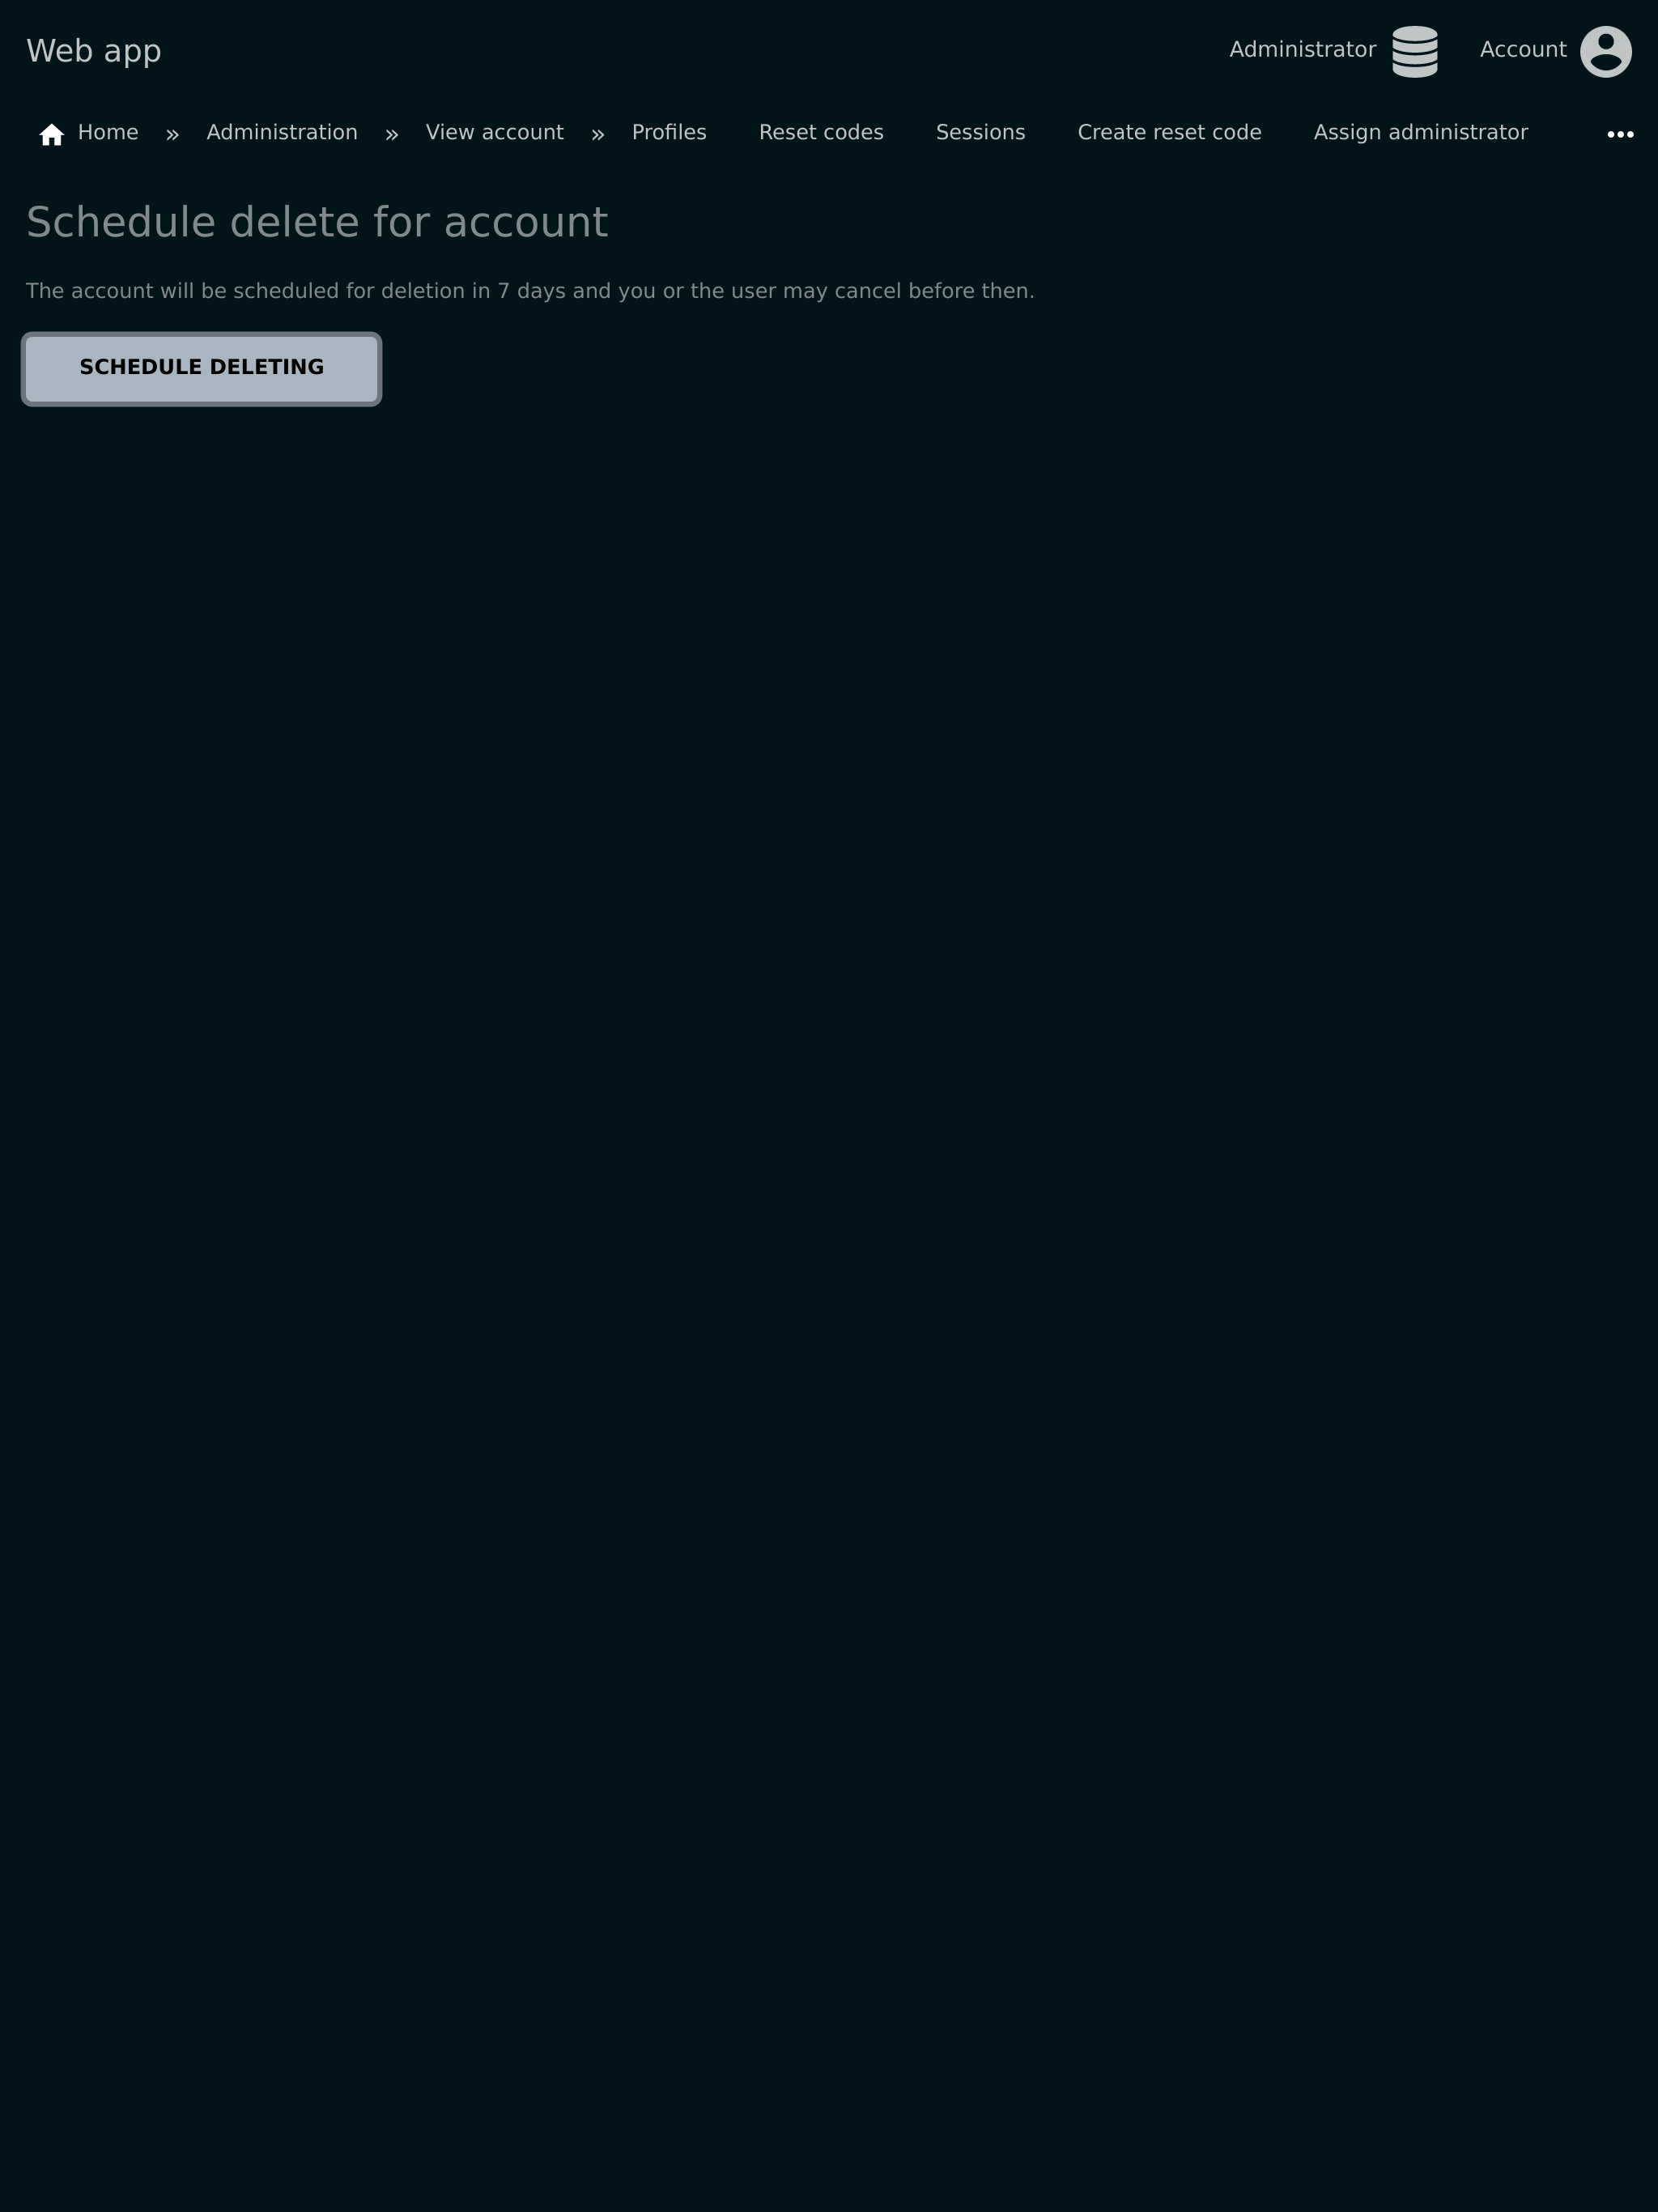 Web app
Administrator
Account
Home » Administration » View account » Profiles Reset codes Sessions Create reset code Assign administrator
Schedule delete for account
The account will be scheduled for deletion in 7 days and you or the user may cancel before then.
SCHEDULE DELETING